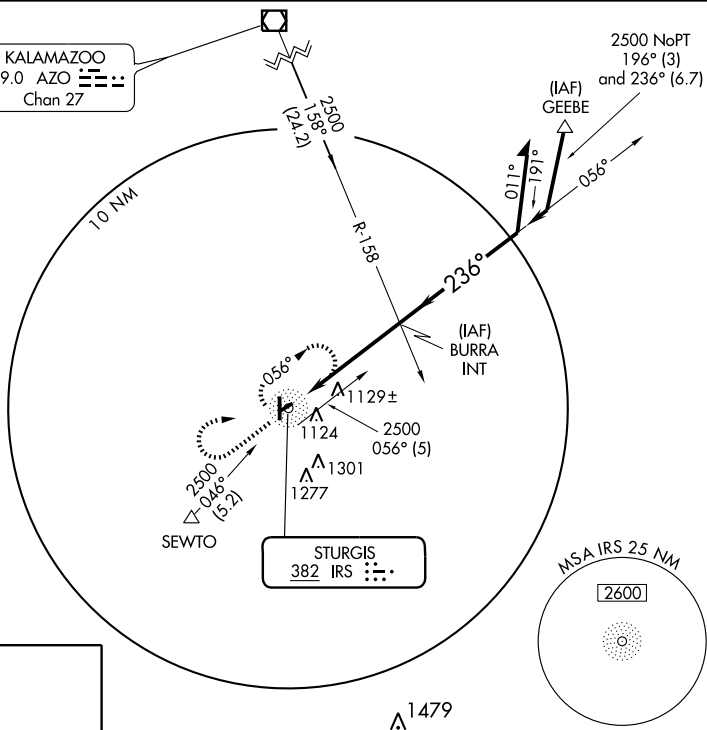 KALAMAZOO
9.0 AZO
Chan 27
2500
158°
(24.2)
R-158
2500 NoPT
196° (3)
and 236° (6.7)
(IAF)
GEEBE
10 NM
011°
191°
056°
236°
(IAF)
BURRA
INT
056°
1129±
1124
2500
056° (5)
1301
1277
2500
046°
(5.2)
SEWTO
STURGIS
382 IRS
MSA IRS 25 NM
2600
1479